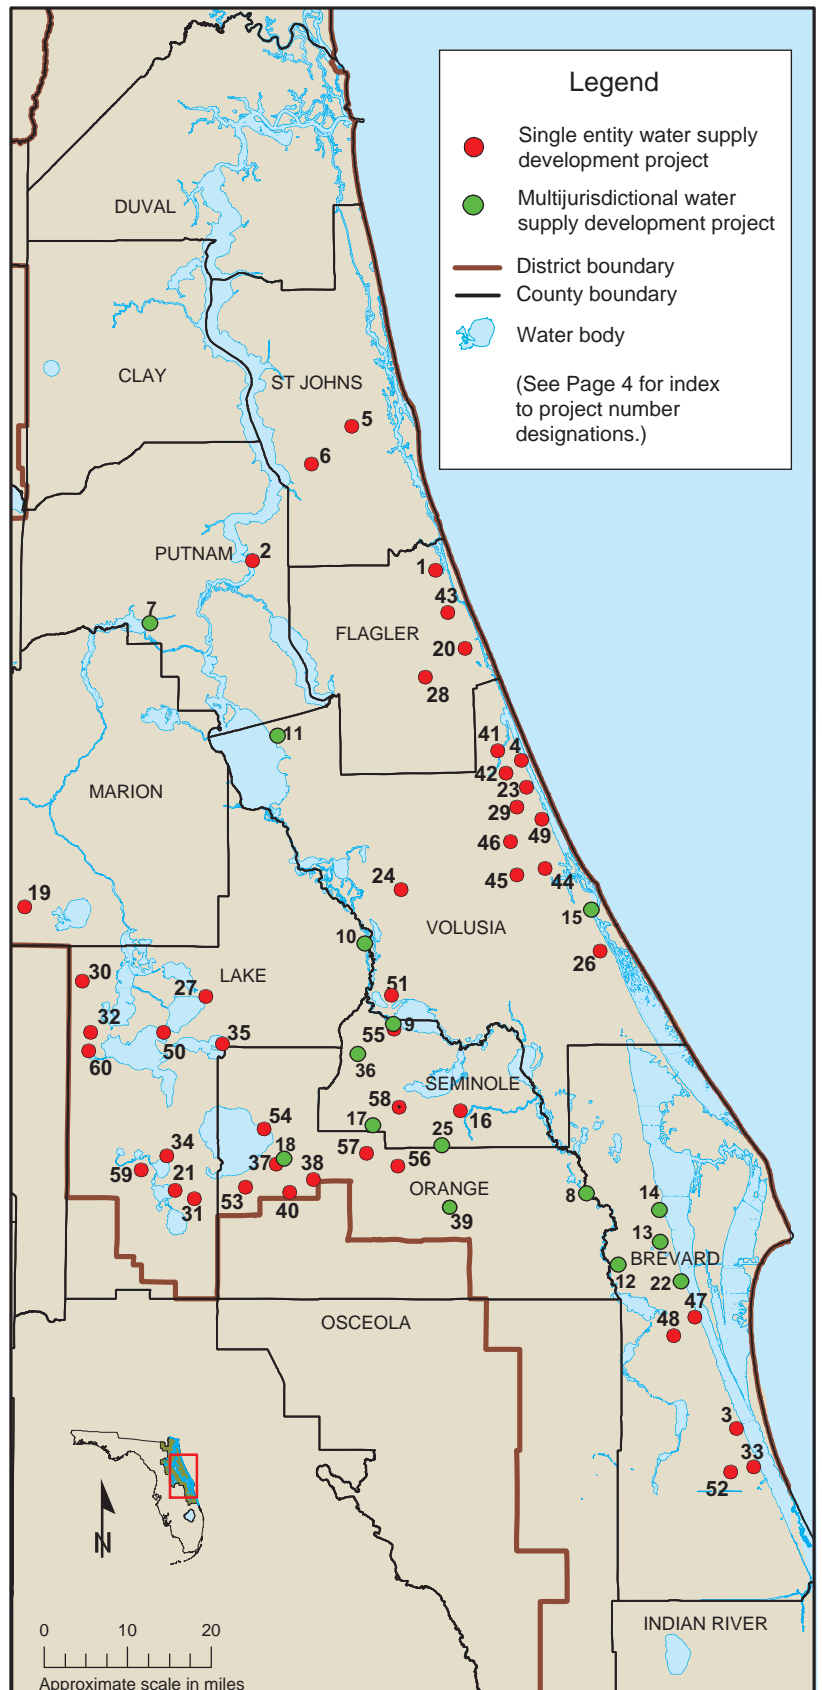 Legend
Single entity water supply
development project
Multijurisdictional water
supply development project
District boundary
County boundary
Water body
(See Page 4 for index
to project number
designations.)
DUVAL
CLAY
ST JOHNS
5
6
PUTNAM
2
1
7
43
FLAGLER
20
28
11
41
4
42
MARION
23
29
49
46
24
45
44
19
15
VOLUSIA
10
26
30
LAKE
27
51
32
9
55
35
50
60
36
SEMINOLE
58
16
54
17
25
34
18
57
59
37
38
56
21
53
ORANGE
8
31
40
39
14
13
BREVARD
12
22
47
OSCEOLA
48
3
33
52
N
INDIAN RIVER
0 10 20
Approximate scale in miles